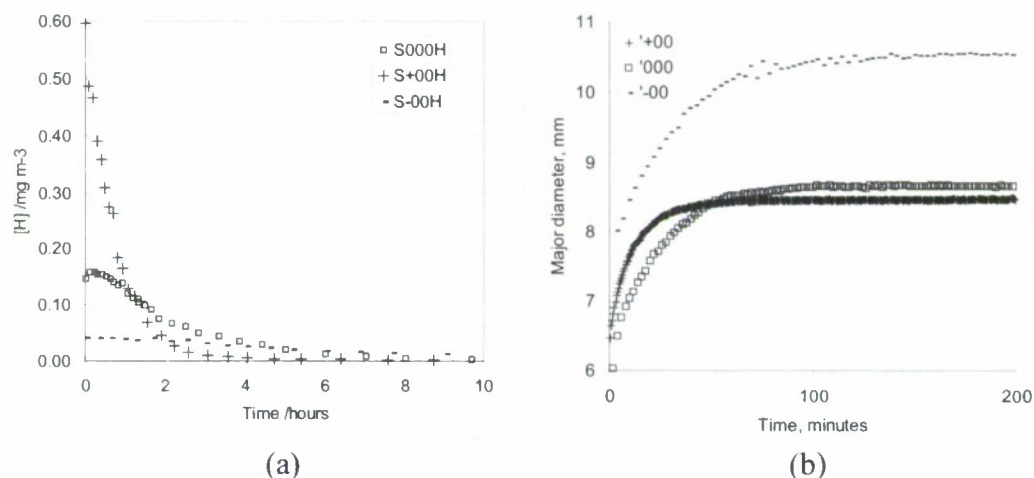 0.60
0.50
0.40
0.30
0.20
0.10
0.00
[H] /mg m-3
S000H
S+00H
S-00H
0
2
4
6
8
10
Time /hours
(a)
11
10
9
8
7
6
Major diameter, mm
'+00
'000
'-00
0
100
200
Time, minutes
(b)